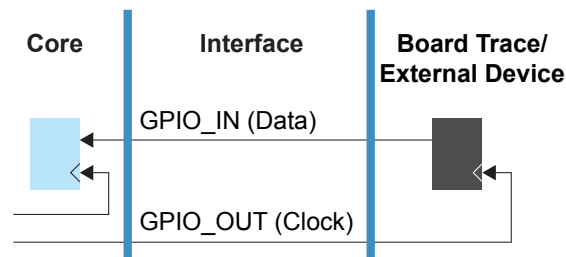 Core
Interface
Board Trace/
External Device
GPIO_IN (Data)
GPIO_OUT (Clock)